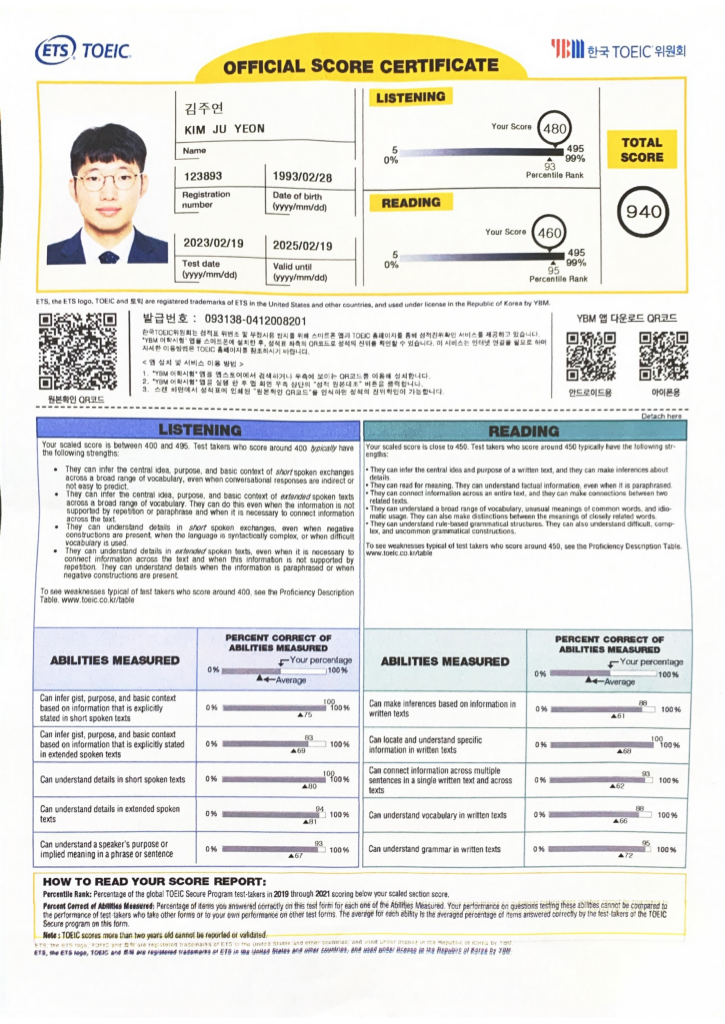 ETS TOEIC
YBM 한국TOEIC위원회
OFFICIAL SCORE CERTIFICATE
김주연
KIM JU YEON
Name
123893
Registration number
1993/02/28
Date of birth (yyyy/mm/dd)
2023/02/19
Test date (yyyy/mm/dd)
2025/02/19
Valid until (yyyy/mm/dd)
LISTENING
Your Score 480
5 495
0% 99%
93
Percentile Rank
READING
Your Score 460
5 495
0% 99%
95
Percentile Rank
TOTAL SCORE
940
ETS, the ETS logo, TOEIC and 토익 are registered trademarks of ETS in the United States and other countries, and used under license in the Republic of Korea by YBM.
원본확인 QR코드
발급번호 : 093138-0412008201
한국TOEIC위원회는 성적표 위변조 및 부정사용 방지를 위해 스마트폰 앱과 TOEIC 홈페이지를 통해 성적진위확인 서비스를 제공하고 있습니다.
"YBM 어학시험" 앱을 스마트폰에 설치한 후, 성적표 좌측의 QR코드로 성적의 진위를 확인할 수 있습니다. 이 서비스는 인터넷 연결을 필요로 하며
자세한 이용방법은 TOEIC 홈페이지를 참조하시기 바랍니다.
< 앱 설치 및 서비스 이용 방법 >
1. "YBM 어학시험" 앱을 앱스토어에서 검색하거나 우측에 보이는 QR코드를 이용해 설치한다.
2. "YBM 어학시험" 앱을 실행 한 후 앱 화면 우측 상단의 "성적 원본대조" 버튼을 클릭합니다.
3. 스캔 화면에서 성적표에 인쇄된 "원본확인 QR코드"를 인식하면 성적의 진위확인이 가능합니다.
YBM 앱 다운로드 QR코드
안드로이드용 아이폰용
Detach here
LISTENING
Your scaled score is between 400 and 495. Test takers who score around 400 typically have
the following strengths:
• They can infer the central idea, purpose, and basic context of short spoken exchanges
across a broad range of vocabulary, even when conversational responses are indirect or
not easy to predict.
• They can infer the central idea, purpose, and basic context of extended spoken texts
across a broad range of vocabulary. They can do this even when the information is not
supported by repetition or paraphrase and when it is necessary to connect information
across the text.
• They can understand details in short spoken exchanges, even when negative
constructions are present, when the language is syntactically complex, or when difficult
vocabulary is used.
• They can understand details in extended spoken texts, even when it is necessary to
connect information across the text and when this information is not supported by
repetition. They can understand details when the information is paraphrased or when
negative constructions are present.
To see weaknesses typical of test takers who score around 400, see the Proficiency Description
Table. www.toeic.co.kr/table
READING
Your scaled score is close to 450. Test takers who score around 450 typically have the following str-
engths:
• They can infer the central idea and purpose of a written text, and they can make inferences about
details.
• They can read for meaning. They can understand factual information, even when it is paraphrased.
• They can connect information across an entire text, and they can make connections between two
related texts.
• They can understand a broad range of vocabulary, unusual meanings of common words, and idio-
matic usage. They can also make distinctions between the meanings of closely related words.
• They can understand rule-based grammatical structures. They can also understand difficult, comp-
lex, and uncommon grammatical constructions.
To see weaknesses typical of test takers who score around 450, see the Proficiency Description Table.
www.toeic.co.kr/table
ABILITIES MEASURED
PERCENT CORRECT OF
ABILITIES MEASURED
Your percentage
0% 100%
▲◄Average
Can infer gist, purpose, and basic context
based on information that is explicitly
stated in short spoken texts
0% 100 100%
▲75
Can infer gist, purpose, and basic context
based on information that is explicitly stated
in extended spoken texts
0% 83 100%
▲69
Can understand details in short spoken texts
0% 100 100%
▲80
Can understand details in extended spoken
texts
0% 94 100%
▲81
Can understand a speaker's purpose or
implied meaning in a phrase or sentence
0% 93 100%
▲67
ABILITIES MEASURED
PERCENT CORRECT OF
ABILITIES MEASURED
Your percentage
0% 100%
▲◄Average
Can make inferences based on information in
written texts
0% 88 100%
▲61
Can locate and understand specific
information in written texts
0% 100 100%
▲68
Can connect information across multiple
sentences in a single written text and across
texts
0% 93 100%
▲62
Can understand vocabulary in written texts
0% 88 100%
▲66
Can understand grammar in written texts
0% 95 100%
▲72
HOW TO READ YOUR SCORE REPORT:
Percentile Rank: Percentage of the global TOEIC Secure Program test-takers in 2019 through 2021 scoring below your scaled section score.
Percent Correct of Abilities Measured: Percentage of items you answered correctly on this test form for each one of the Abilities Measured. Your performance on questions testing these abilities cannot be compared to
the performance of test-takers who take other forms or to your own performance on other test forms. The average for each ability is the averaged percentage of items answered correctly by the test-takers of the TOEIC
Secure program on this form.
Note : TOEIC scores more than two years old cannot be reported or validated.
ETS, the ETS logo, TOEIC and 토익 are registered trademarks of ETS in the United States and other countries, and used under license in the Republic of Korea by YBM.
ETS, the ETS logo, TOEIC and 토익 are registered trademarks of ETS in the United States and other countries, and used under license in the Republic of Korea by YBM.